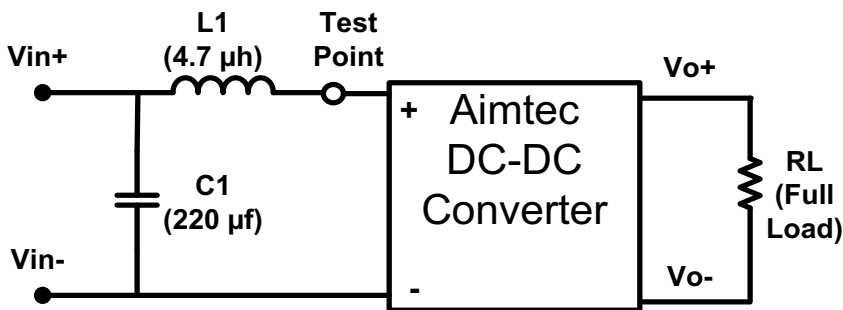 L1
(4.7 µh)
Test
Point
Vin+
Vo+
+
Aimtec
DC-DC
Converter
C1
(220 µf)
RL
(Full
Load)
Vin-
-
Vo-